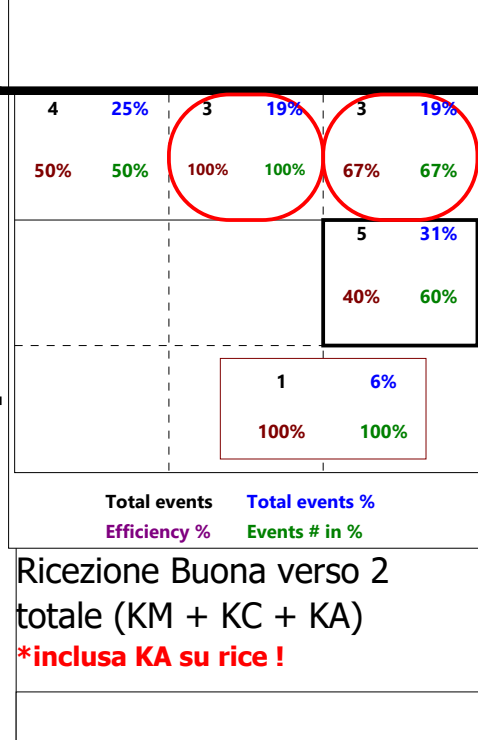 4 25% 3 19% 3 19%
50% 50% 100% 100% 67% 67%
5 31%
40% 60%
1 6%
100% 100%
Total events Total events %
Efficiency % Events # in %
Ricezione Buona verso 2
totale (KM + KC + KA)
*inclusa KA su rice !